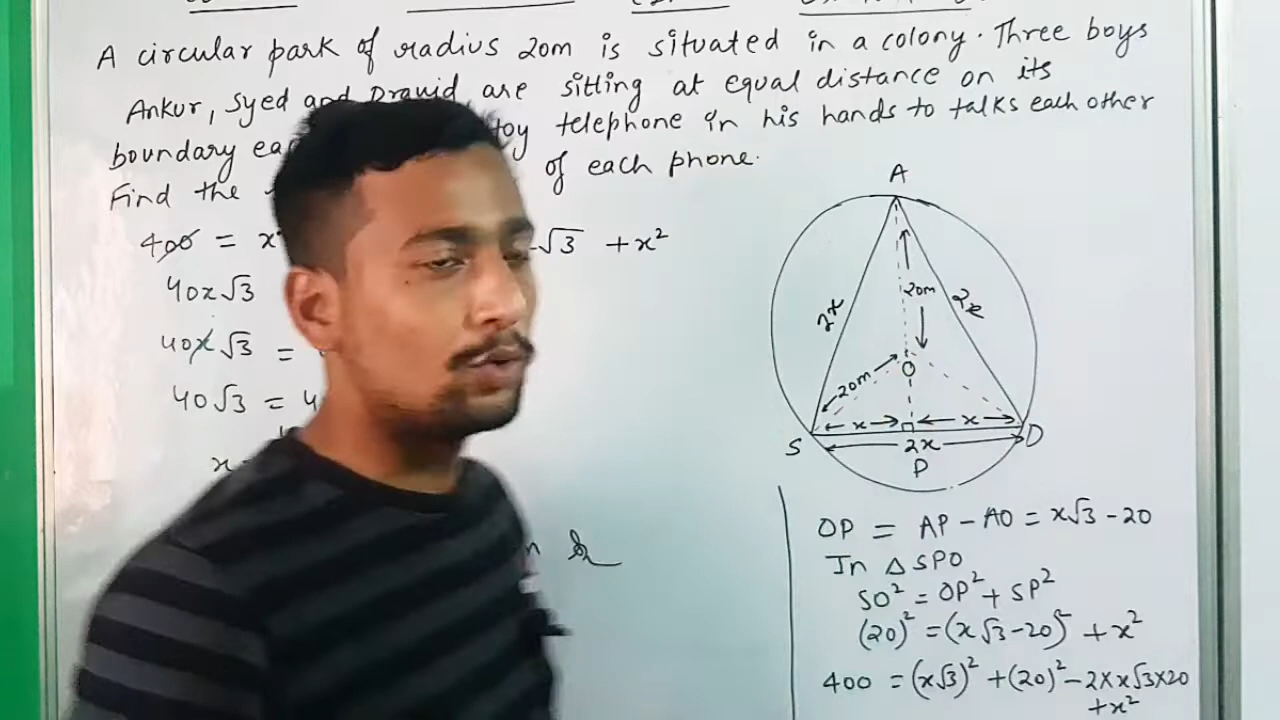 A circular park of radius 20m is situated in a colony. Three boys
Ankur, Syed and David are sitting at equal distance on its
boundary toy telephone in his hands to talks each other
Find the of each phone.
400 = √3 + x²
40x√3
40x√3 =
40√3 = 4
x
A
2x
2x
20m
20m
O
x
x
S
2x
D
P
OP = AP - AO = x√3 - 20
In △SPO
SO² = OP² + SP²
(20)² = (x√3-20)² + x²
400 = (x√3)² + (20)² - 2×x√3×20
+x²